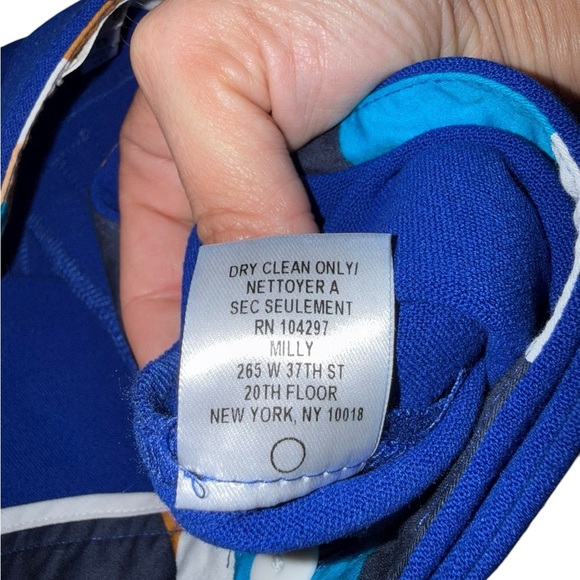 DRY CLEAN ONLY/
NETTOYER A
SEC SEULEMENT
RN 104297
MILLY
265 W 37TH ST
20TH FLOOR
NEW YORK, NY 10018